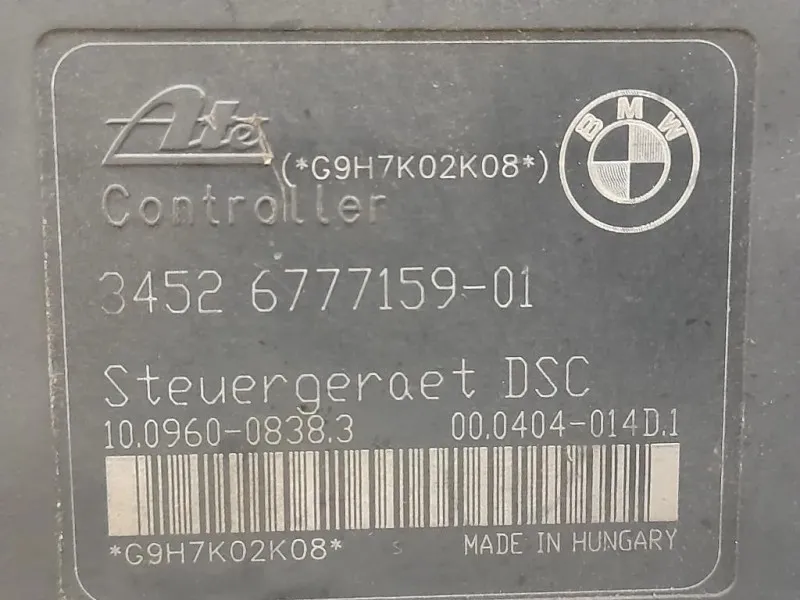 Ate
(*G9H7K02K08*)
BMW
Controller
3452 6777159-01
Steuergeraet DSC
10.0960-0838.3 00.0404-014D.1
*G9H7K02K08* S MADE IN HUNGARY